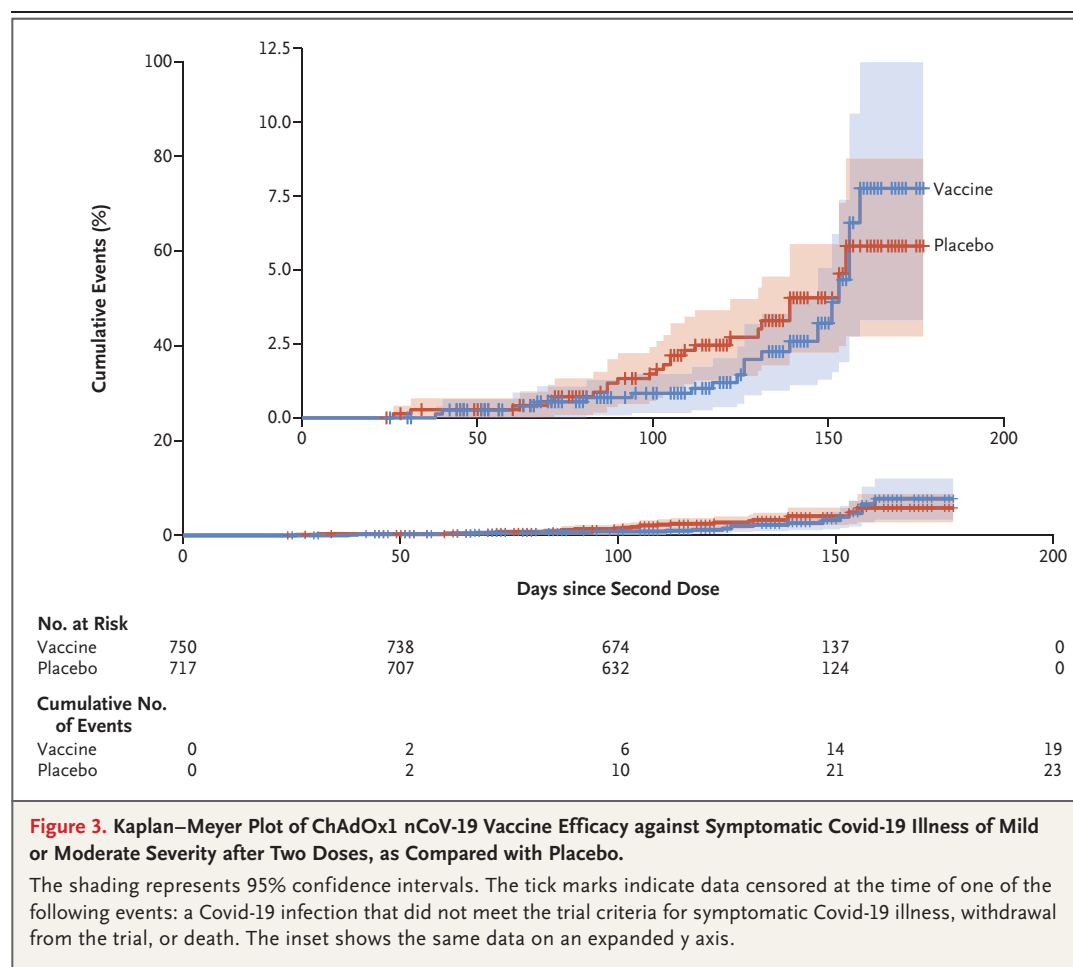 12.5
100
10.0
80
7.5
Vaccine
Cumulative Events (%)
60
Placebo
5.0
40
2.5
0.0
0 50 100 150 200
20
0
0 50 100 150 200
Days since Second Dose
No. at Risk
Vaccine 750 738 674 137 0
Placebo 717 707 632 124 0
Cumulative No.
of Events
Vaccine 0 2 6 14 19
Placebo 0 2 10 21 23
Figure 3. Kaplan–Meyer Plot of ChAdOx1 nCoV-19 Vaccine Efficacy against Symptomatic Covid-19 Illness of Mild
or Moderate Severity after Two Doses, as Compared with Placebo.
The shading represents 95% confidence intervals. The tick marks indicate data censored at the time of one of the
following events: a Covid-19 infection that did not meet the trial criteria for symptomatic Covid-19 illness, withdrawal
from the trial, or death. The inset shows the same data on an expanded y axis.